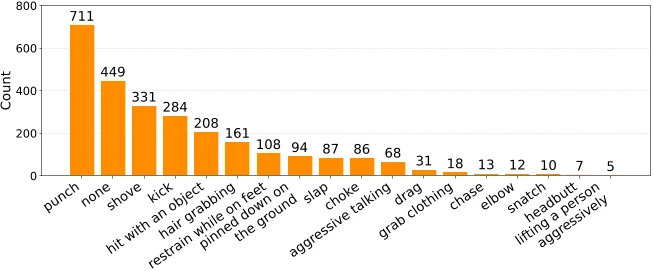 Count
800
600
400
200
0
711
449
331
284
208
161
108
94
87
86
68
31
18
13
12
10
7
5
punch
none
shove
kick
hit with an object
hair grabbing
restrain while on feet
pinned down on
the ground
slap
choke
aggressive talking
drag
grab clothing
chase
elbow
snatch
headbutt
lifting a person
aggressively